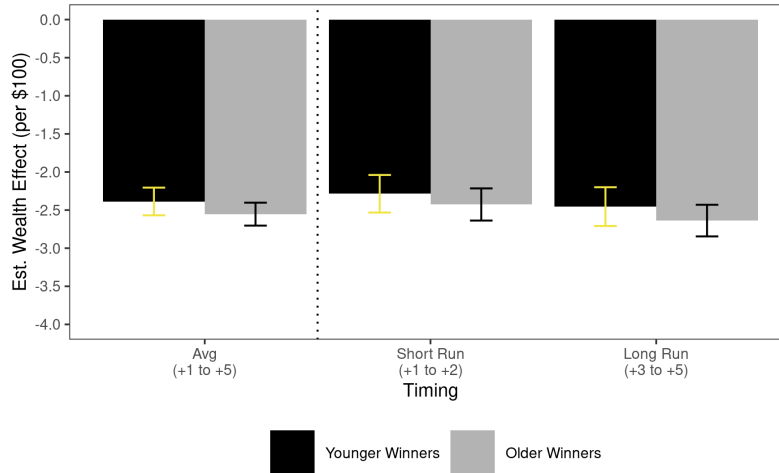 Est. Wealth Effect (per $100)
0.0
-0.5
-1.0
-1.5
-2.0
-2.5
-3.0
-3.5
-4.0
Avg
(+1 to +5)
Short Run
(+1 to +2)
Long Run
(+3 to +5)
Timing
Younger Winners
Older Winners